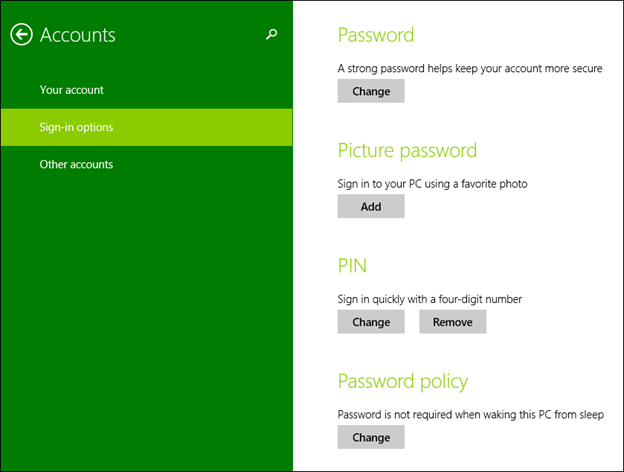 Accounts
Your account
Sign-in options
Other accounts
Password
A strong password helps keep your account more secure
Change
Picture password
Sign in to your PC using a favorite photo
Add
PIN
Sign in quickly with a four-digit number
Change Remove
Password policy
Password is not required when waking this PC from sleep
Change